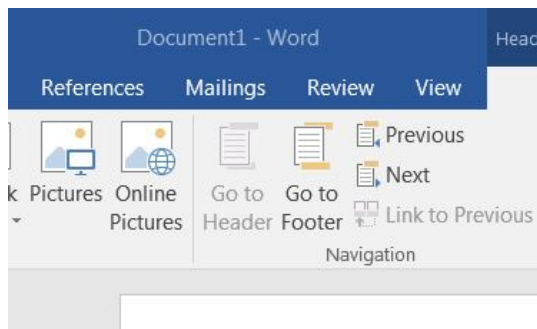 Document1 - Word
Head
References Mailings Review View
k Pictures Online Pictures
Go to Header Go to Footer
Previous
Next
Link to Previous
Navigation